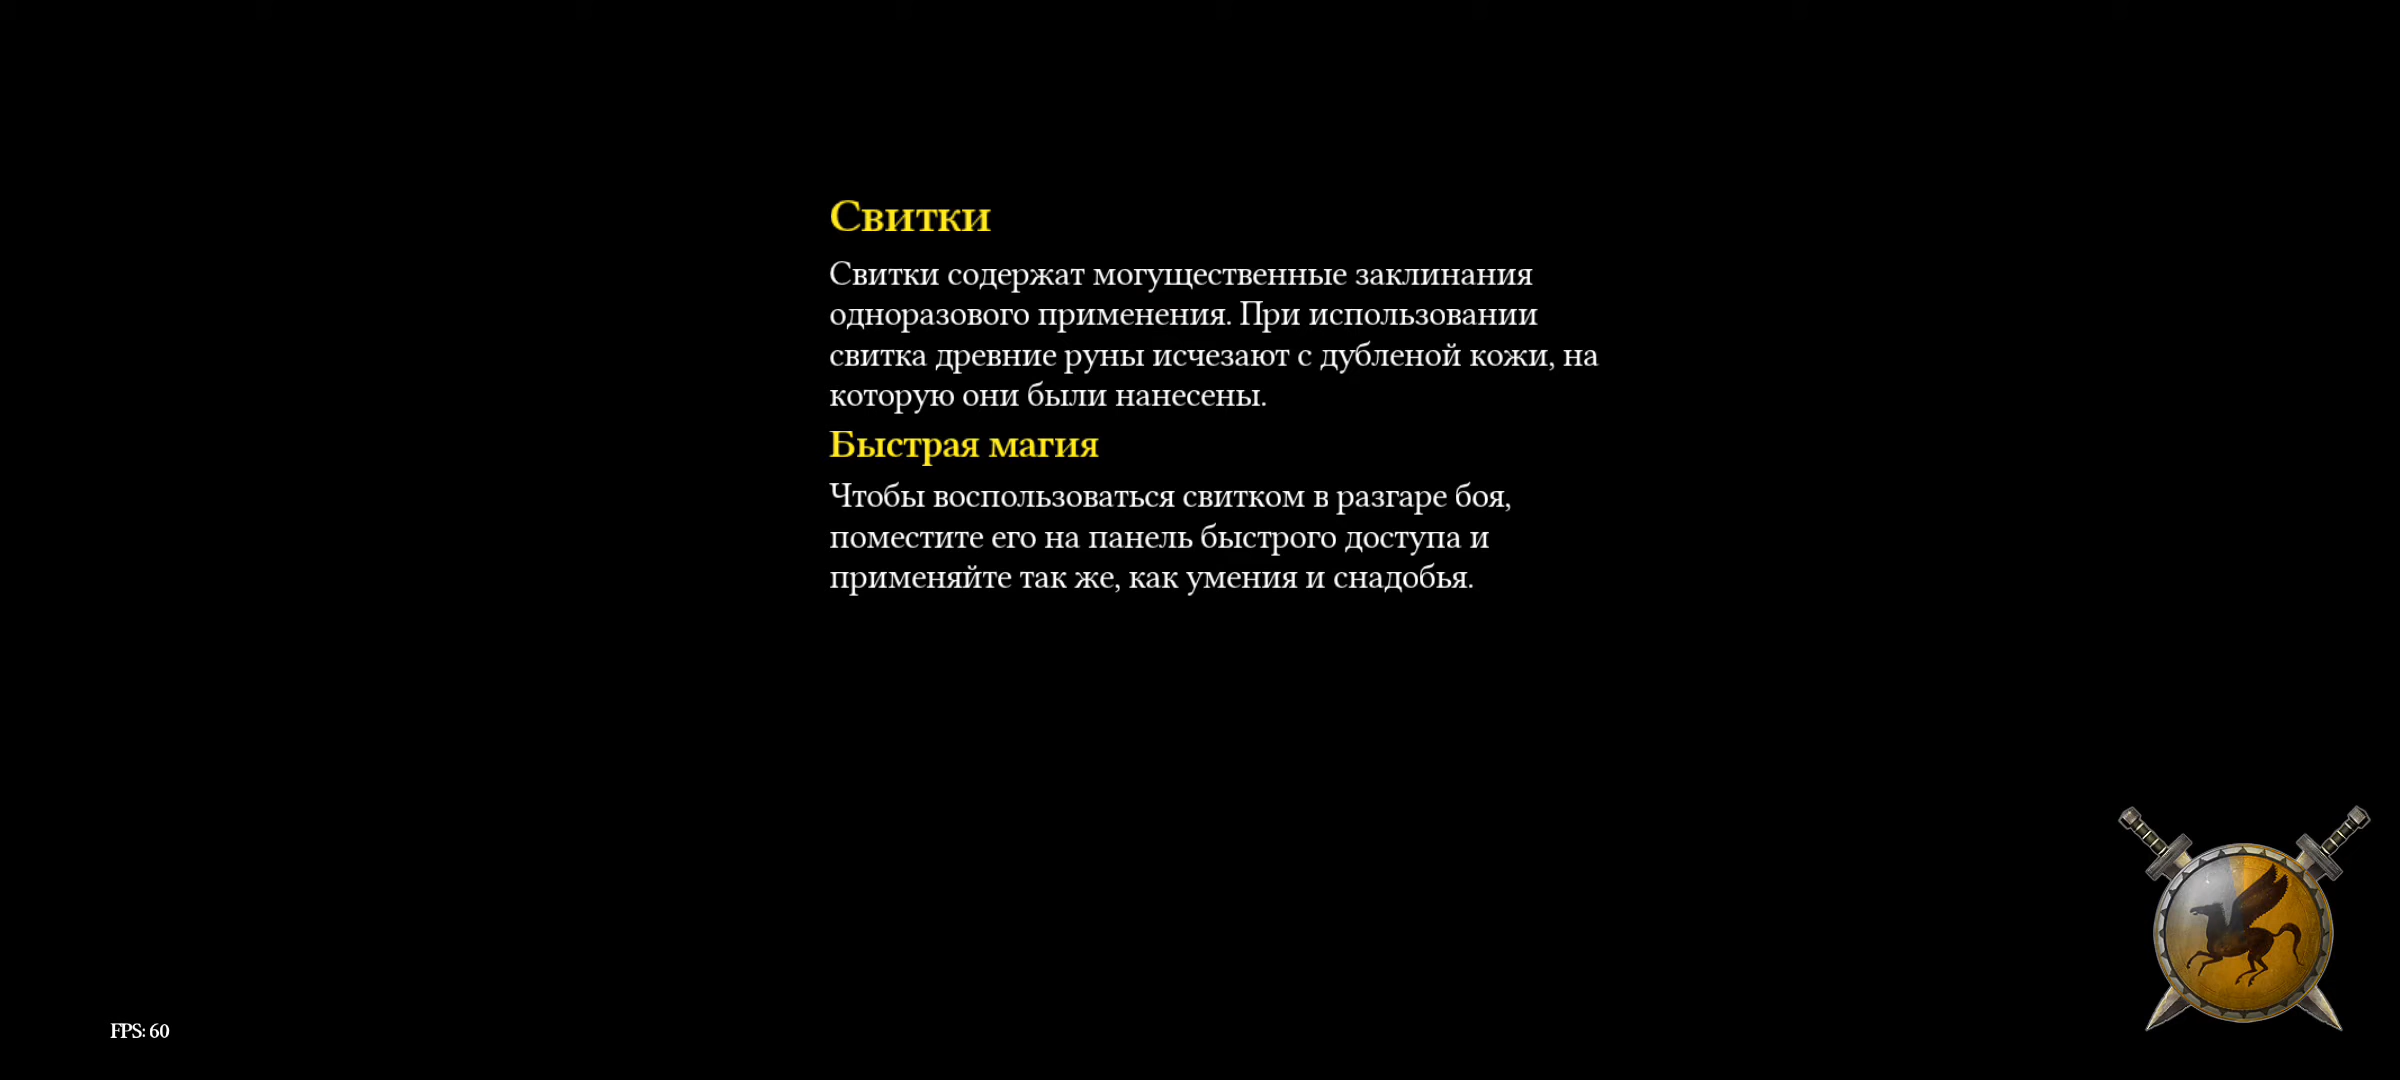 Свитки
Свитки содержат могущественные заклинания
одноразового применения. При использовании
свитка древние руны исчезают с дубленой кожи, на
которую они были нанесены.
Быстрая магия
Чтобы воспользоваться свитком в разгаре боя,
поместите его на панель быстрого доступа и
применяйте так же, как умения и снадобья.
FPS: 60